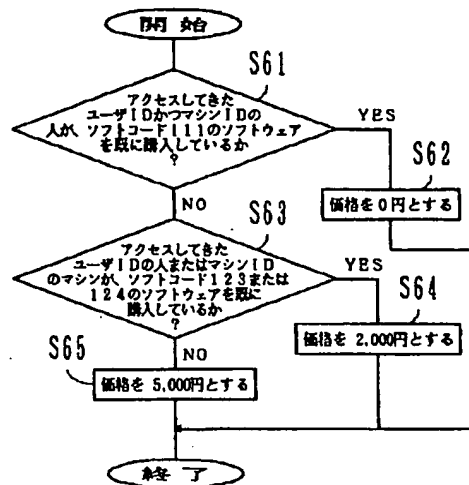 開始
S61
アクセスしてきた
ユーザIDかつマシンIDの
人が、ソフトコード111のソフトウェア
を既に購入しているか
?
YES
S62
価格を0円とする
NO
S63
アクセスしてきた
ユーザIDの人またはマシンID
のマシンが、ソフトコード123または
124のソフトウェアを既に
購入しているか
?
YES
S64
価格を 2,000円とする
NO
S65
価格を 5,000円とする
終了